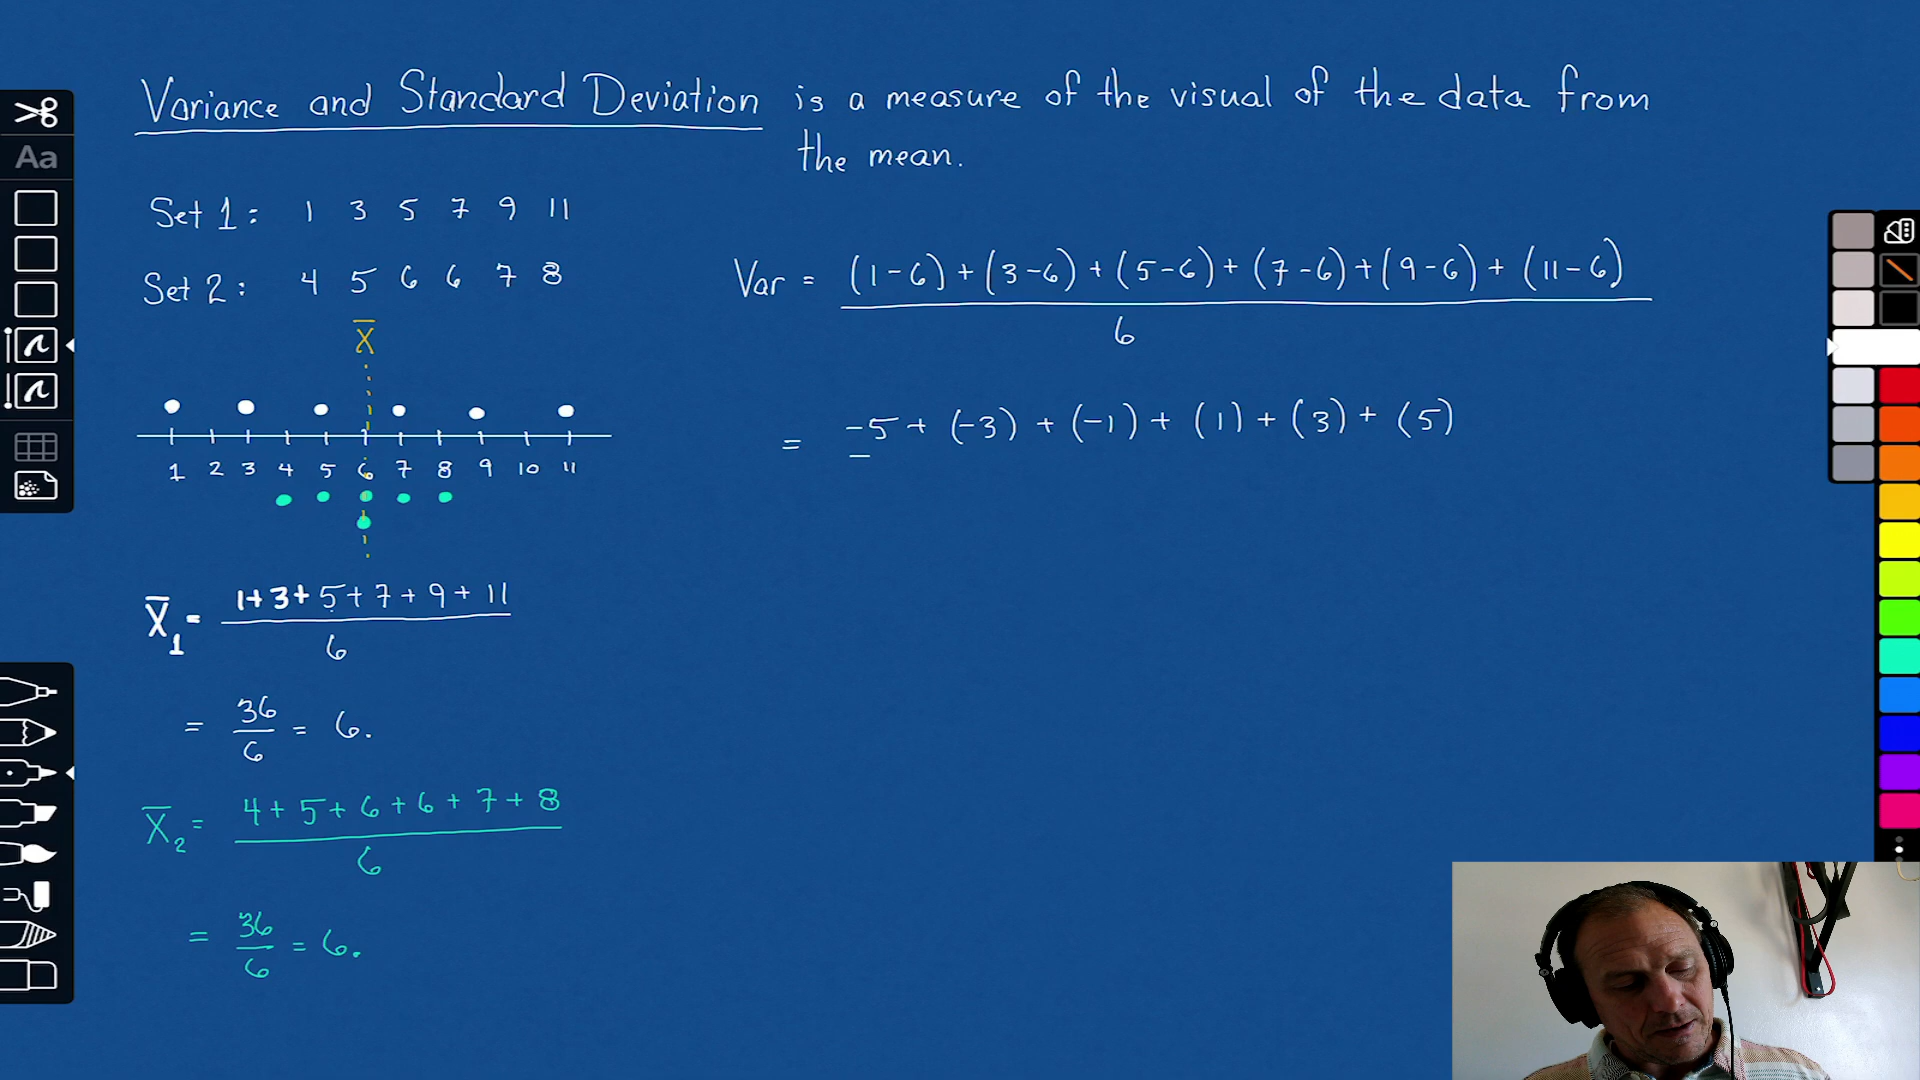 Variance and Standard Deviation is a measure of the visual of the data from
the mean.
Set 1: 1 3 5 7 9 11
Set 2: 4 5 6 6 7 8
X̅
1 2 3 4 5 6 7 8 9 10 11
X̅₁ = 1+3+5+7+9+11
6
= 36/6 = 6.
X̅₂ = 4+5+6+6+7+8
6
= 36/6 = 6.
Var = (1-6)+(3-6)+(5-6)+(7-6)+(9-6)+(11-6)
6
= -5+(-3)+(-1)+(1)+(3)+(5)
Aa